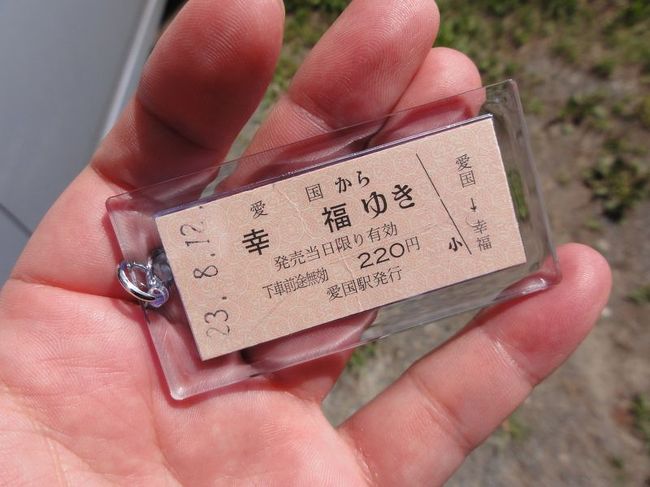 愛国から
幸福ゆき
発売当日限り有効
220円
下車前途無効
愛国駅発行
愛国→幸福
小
23.8.12.